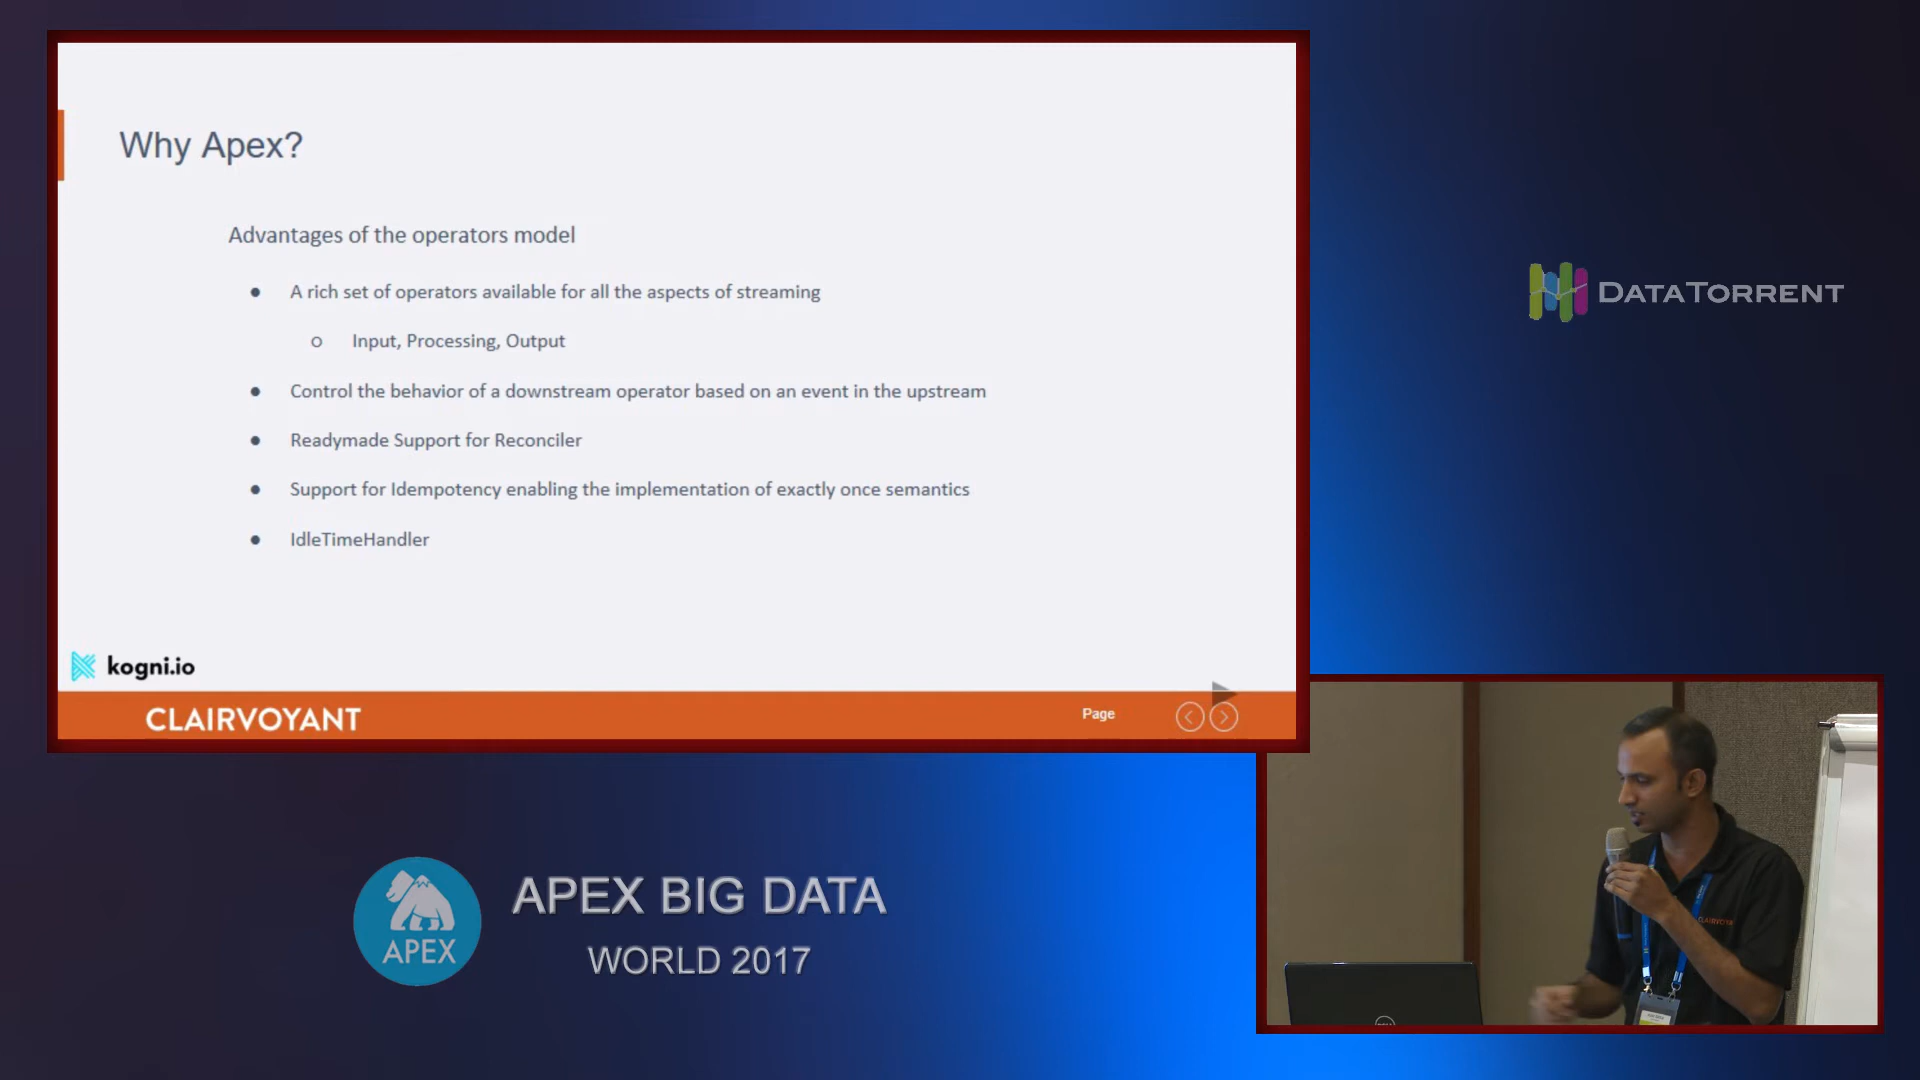 Why Apex?
Advantages of the operators model
● A rich set of operators available for all the aspects of streaming
o Input, Processing, Output
● Control the behavior of a downstream operator based on an event in the upstream
● Readymade Support for Reconciler
● Support for Idempotency enabling the implementation of exactly once semantics
● IdleTimeHandler
kogni.io
CLAIRVOYANT
Page
DATATORRENT
APEX
APEX BIG DATA
WORLD 2017